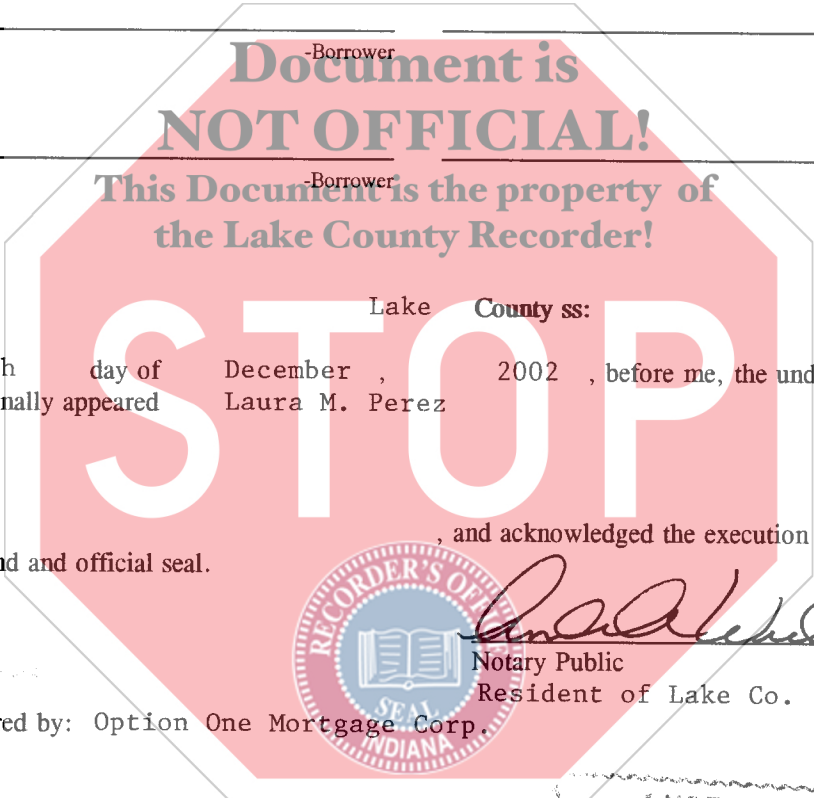 -Borrower
Document is
NOT OFFICIAL!
-Borrower
This Document is the property of
the Lake County Recorder!
Lake County ss:
STOP
h day of December , 2002 , before me, the und
nally appeared Laura M. Perez
, and acknowledged the execution
nd and official seal.
RECORDER'S OFFICE
SEAL
INDIANA
Notary Public
Resident of Lake Co.
red by: Option One Mortgage Corp.